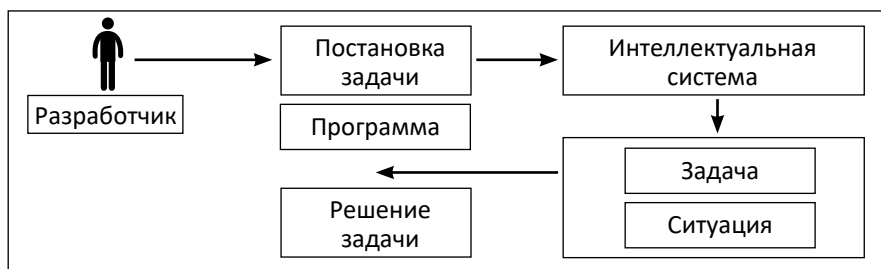 Разработчик
Постановка
задачи
Интеллектуальная
система
Программа
Задача
Ситуация
Решение
задачи